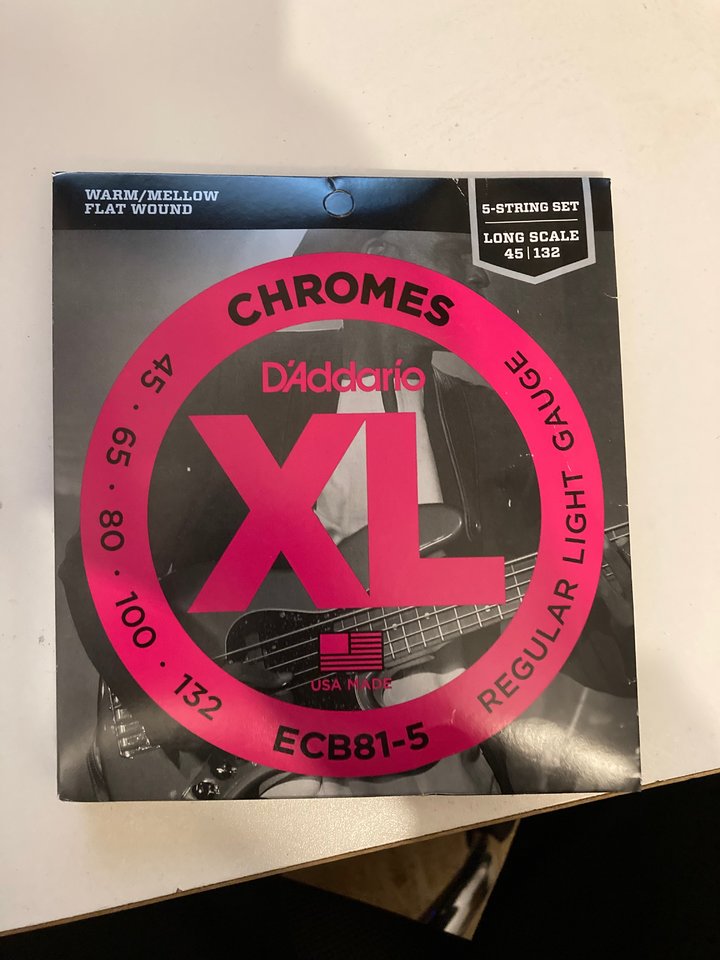 WARM/MELLOW
FLAT WOUND
5-STRING SET
LONG SCALE
45 | 132
CHROMES
D'Addario
XL
USA MADE
45 · 65 · 80 · 100 · 132
ECB81-5
REGULAR LIGHT GAUGE